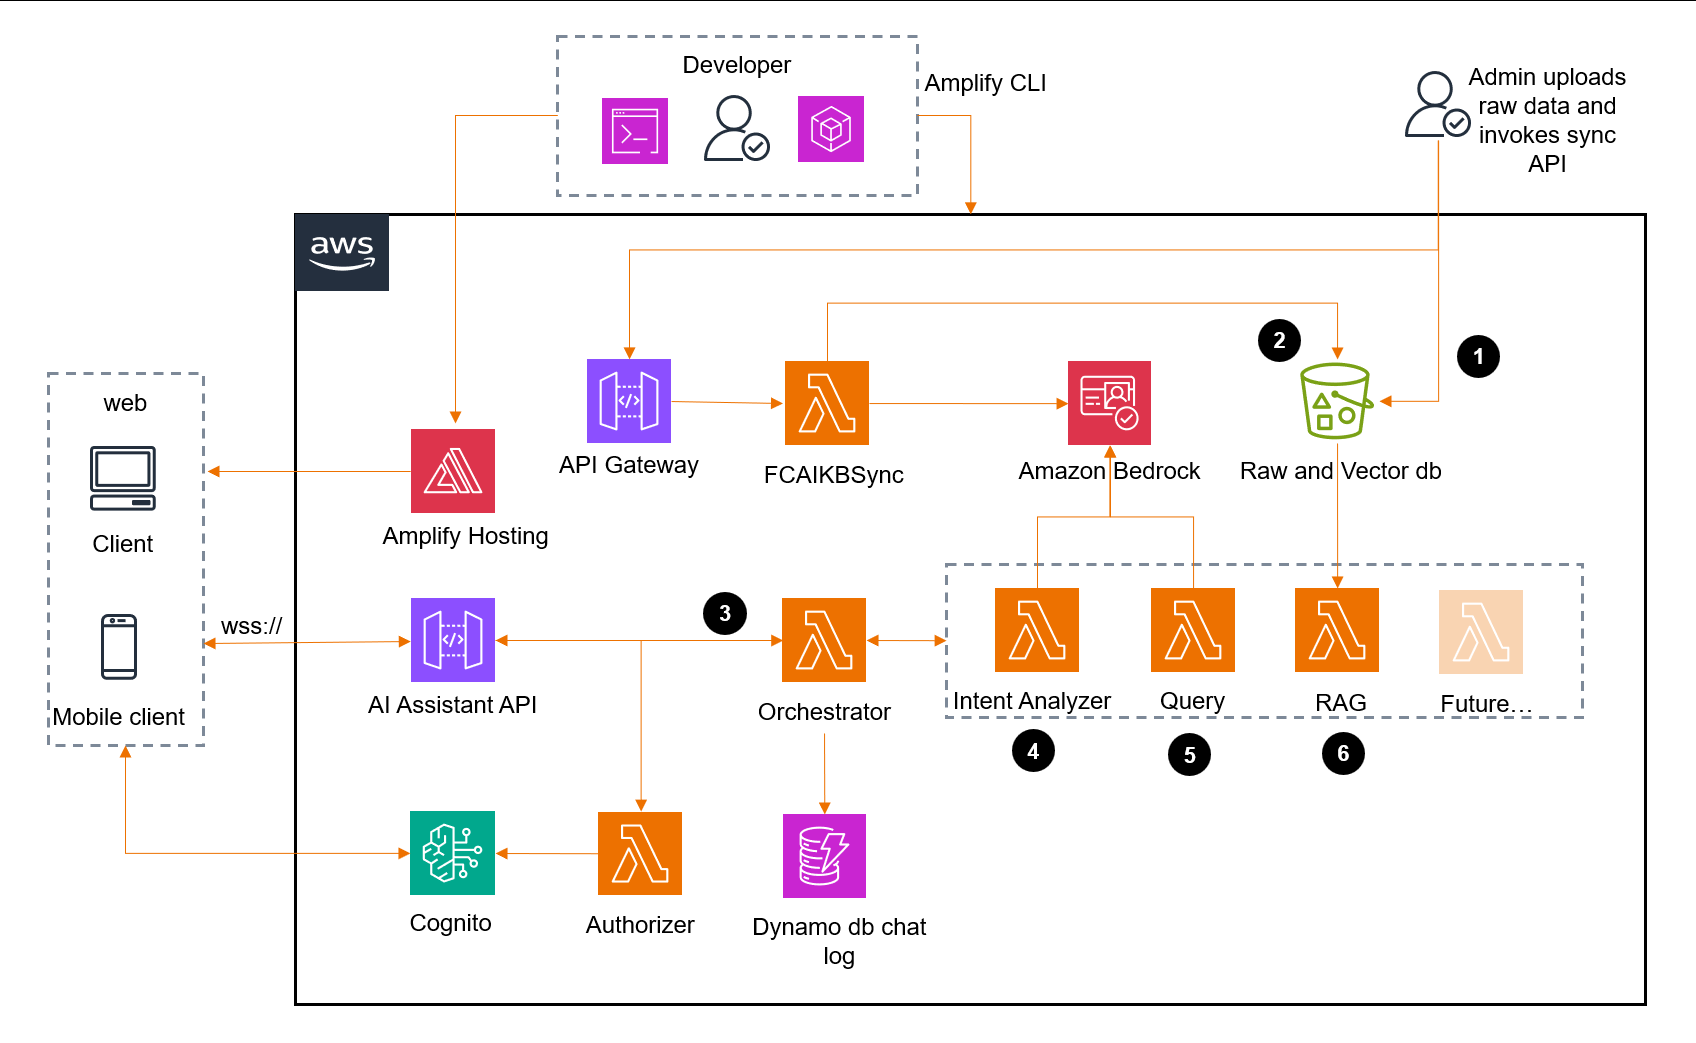 Developer
Amplify CLI
Admin uploads
raw data and
invokes sync
API
aws
2
1
web
</>
API Gateway
FCAIKBSync
Amazon Bedrock
Raw and Vector db
Client
Amplify Hosting
wss://
3
</>
Mobile client
AI Assistant API
Orchestrator
Intent Analyzer
Query
RAG
Future...
4
5
6
Cognito
Authorizer
Dynamo db chat
log